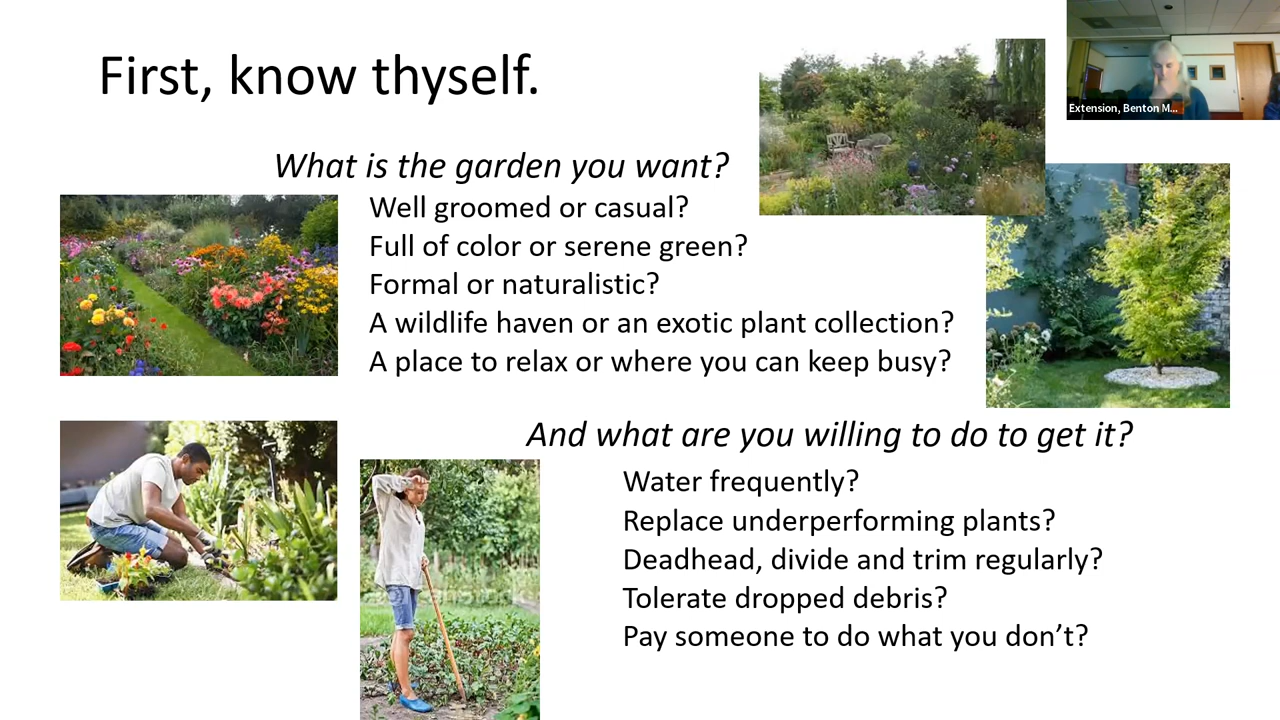 First, know thyself.
Extension, Benton M...
What is the garden you want?
Well groomed or casual?
Full of color or serene green?
Formal or naturalistic?
A wildlife haven or an exotic plant collection?
A place to relax or where you can keep busy?
And what are you willing to do to get it?
Water frequently?
Replace underperforming plants?
Deadhead, divide and trim regularly?
Tolerate dropped debris?
Pay someone to do what you don’t?